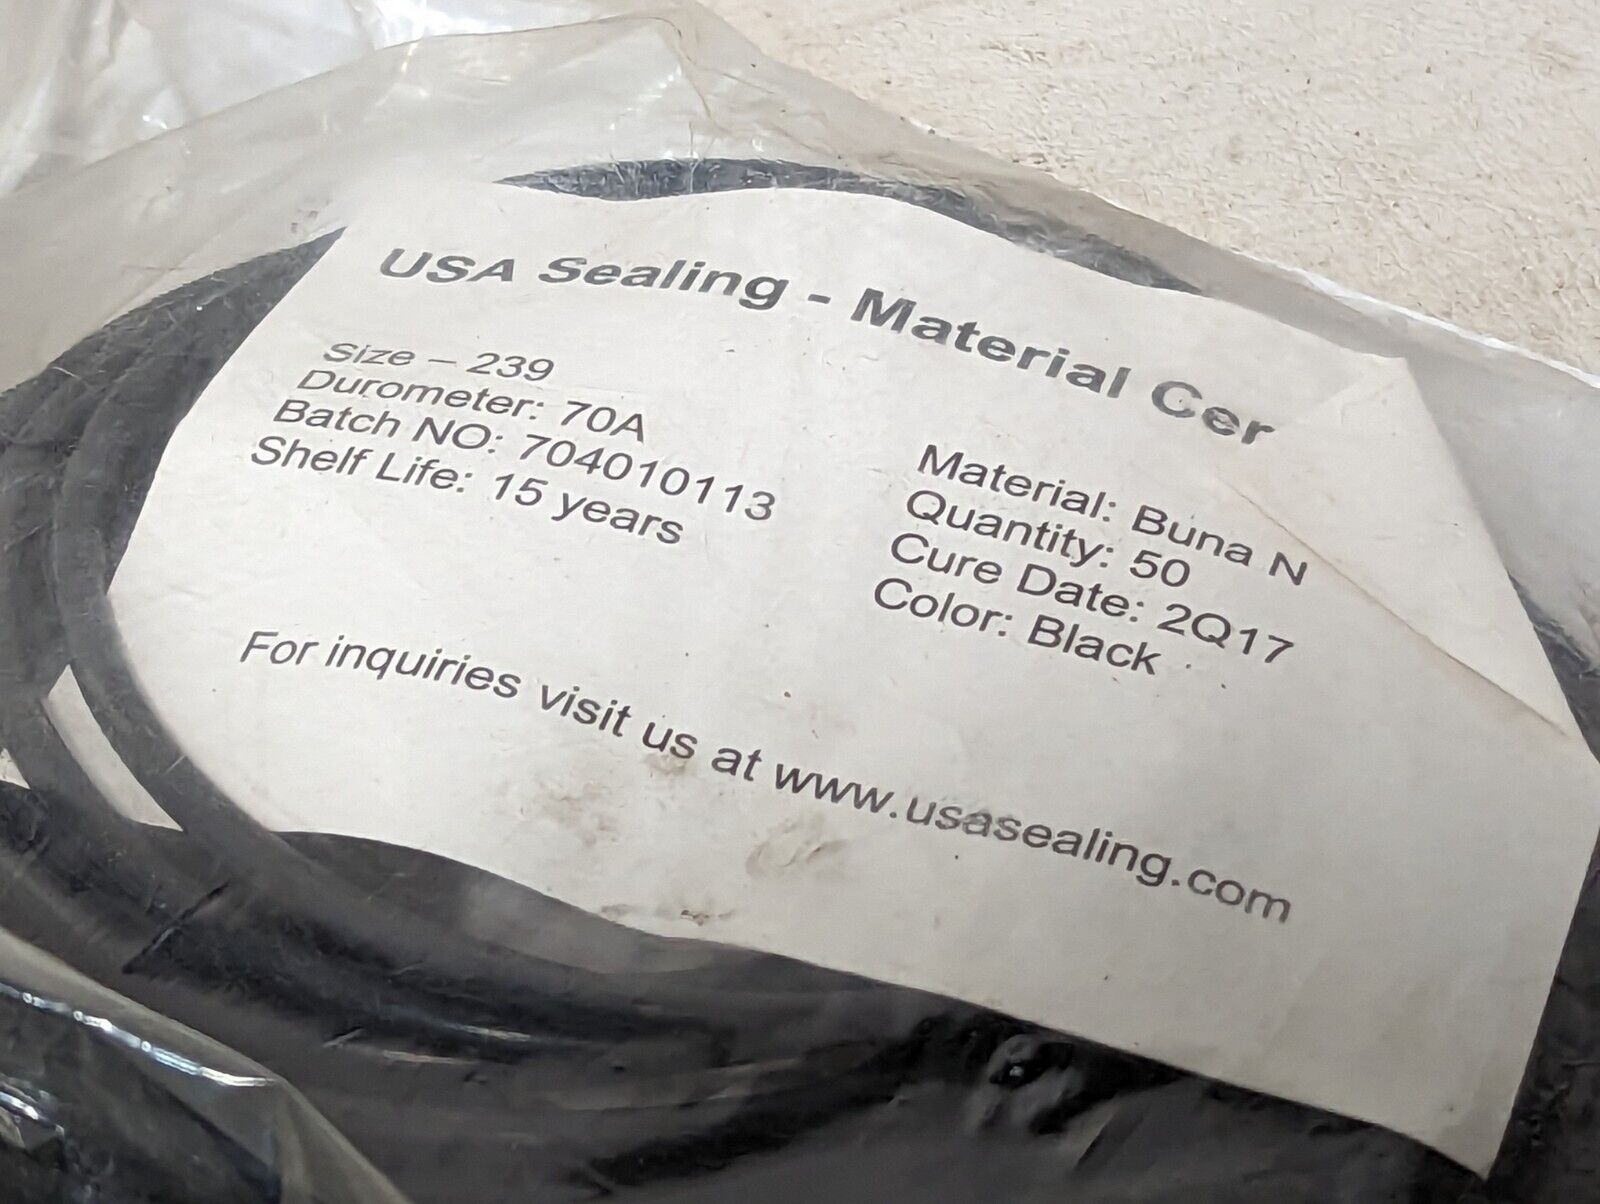 USA Sealing - Material Cer
Size – 239
Durometer: 70A
Batch NO: 704010113
Shelf Life: 15 years
Material: Buna N
Quantity: 50
Cure Date: 2Q17
Color: Black
For inquiries visit us at www.usasealing.com